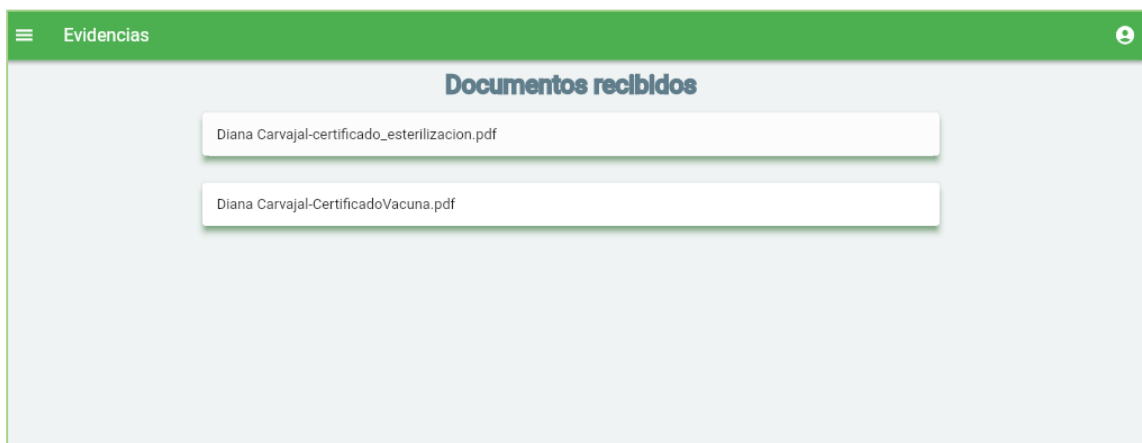 Evidencias
Documentos recibidos
Diana Carvajal-certificado_esterilizacion.pdf
Diana Carvajal-CertificadoVacuna.pdf